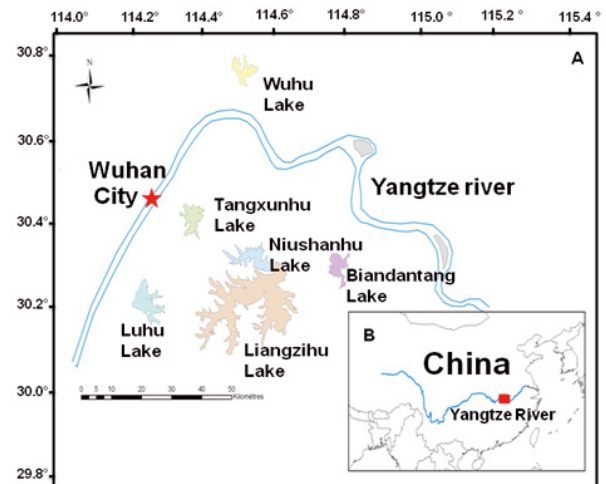 114.0° 114.2° 114.4° 114.6° 114.8° 115.0° 115.2° 115.4°
30.8°
A
Wuhu
Lake
30.6°
Wuhan
City
Yangtze river
Tangxunhu
Lake
30.4°
Niushanhu
Lake
Biandantang
Lake
30.2°
Luhu
Lake
Liangzihu
Lake
B
China
Yangtze River
30.0°
0 5 10 20 30 40 50
Kilométres
29.8°